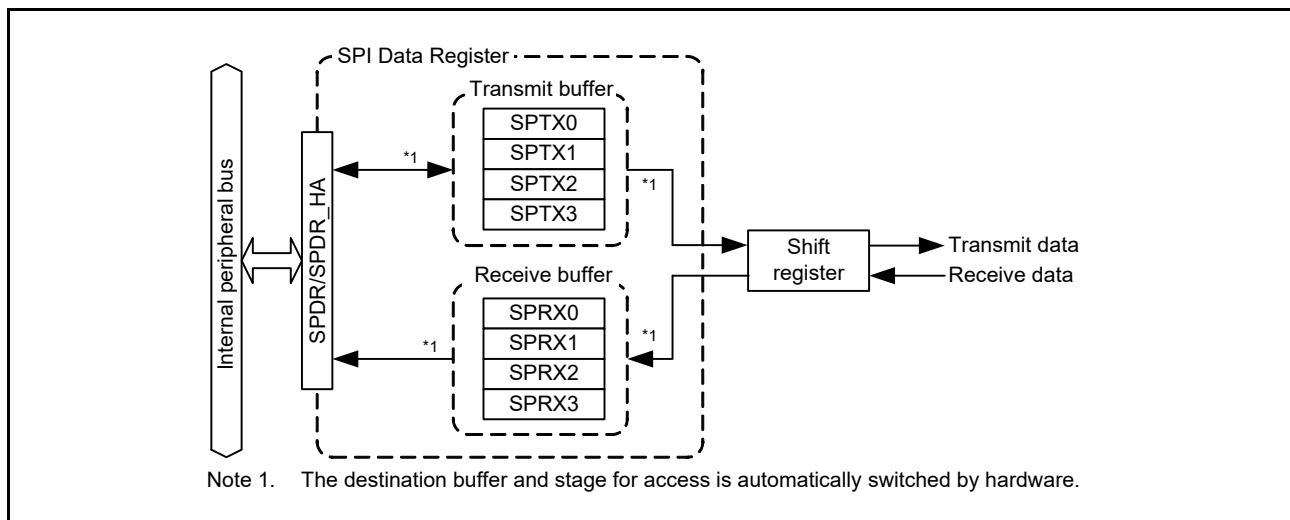 SPI Data Register
Internal peripheral bus
SPDR/SPDR_HA
Transmit buffer
SPTX0
SPTX1
SPTX2
SPTX3
*1
*1
Receive buffer
SPRX0
SPRX1
SPRX2
SPRX3
*1
*1
Shift
register
Transmit data
Receive data
Note 1. The destination buffer and stage for access is automatically switched by hardware.